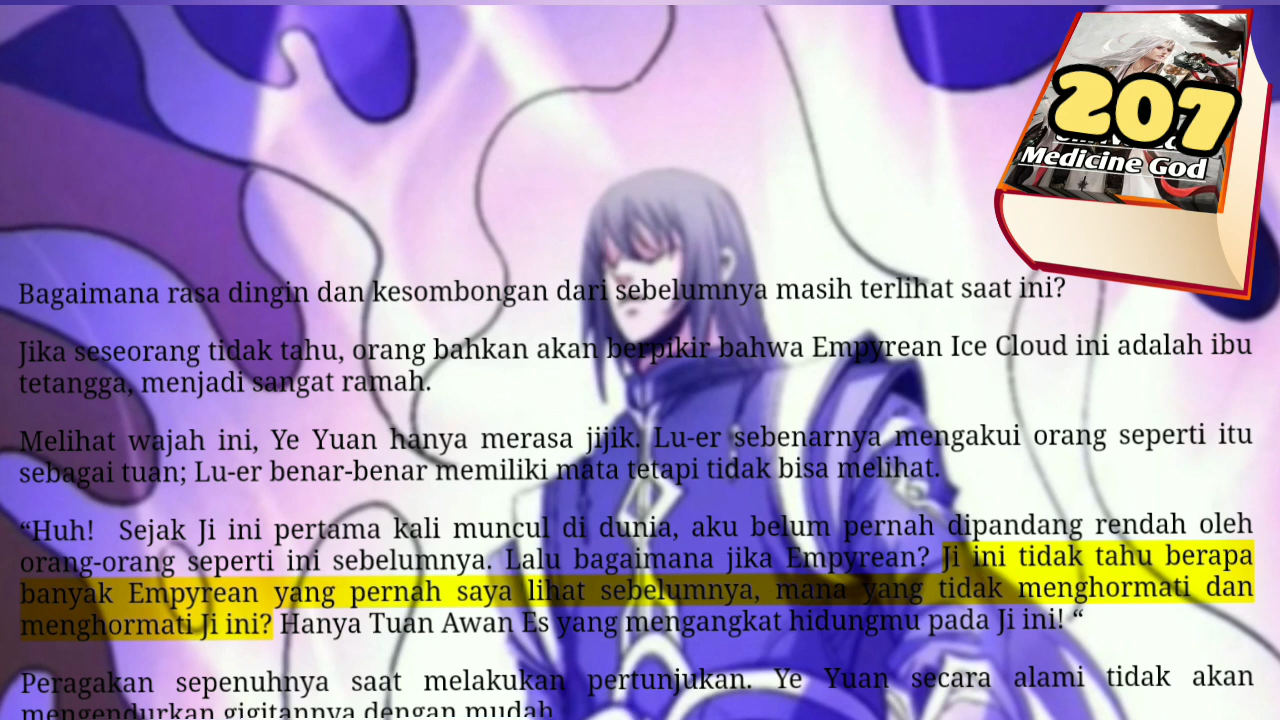 207
Medicine God
Bagaimana rasa dingin dan kesombongan dari sebelumnya masih terlihat saat ini?
Jika seseorang tidak tahu, orang bahkan akan berpikir bahwa Empyrean Ice Cloud ini adalah ibu
tetangga, menjadi sangat ramah.
Melihat wajah ini, Ye Yuan hanya merasa jijik. Lu-er sebenarnya mengakui orang seperti itu
sebagai tuan; Lu-er benar-benar memiliki mata tetapi tidak bisa melihat.
“Huh! Sejak Ji ini pertama kali muncul di dunia, aku belum pernah dipandang rendah oleh
orang-orang seperti ini sebelumnya. Lalu bagaimana jika Empyrean? Ji ini tidak tahu berapa
banyak Empyrean yang pernah saya lihat sebelumnya, mana yang tidak menghormati dan
menghormati Ji ini? Hanya Tuan Awan Es yang mengangkat hidungmu pada Ji ini! “
Peragakan sepenuhnya saat melakukan pertunjukan. Ye Yuan secara alami tidak akan
mengendurkan gigitannya dengan mudah